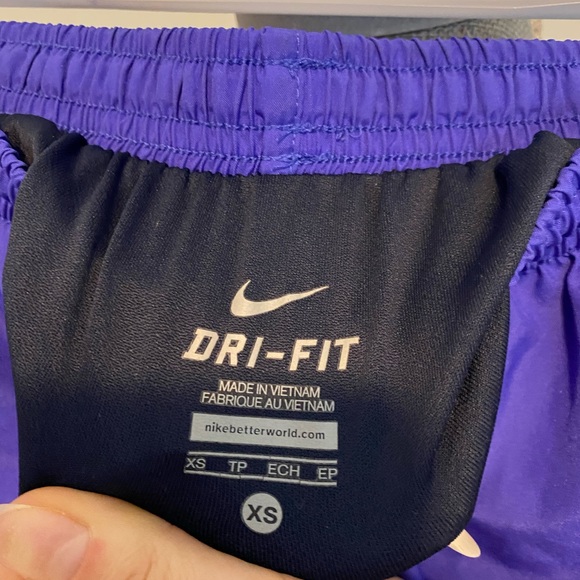 DRI-FIT
MADE IN VIETNAM
FABRIQUE AU VIETNAM
nikebetterworld.com
XS TP ECH EP
XS